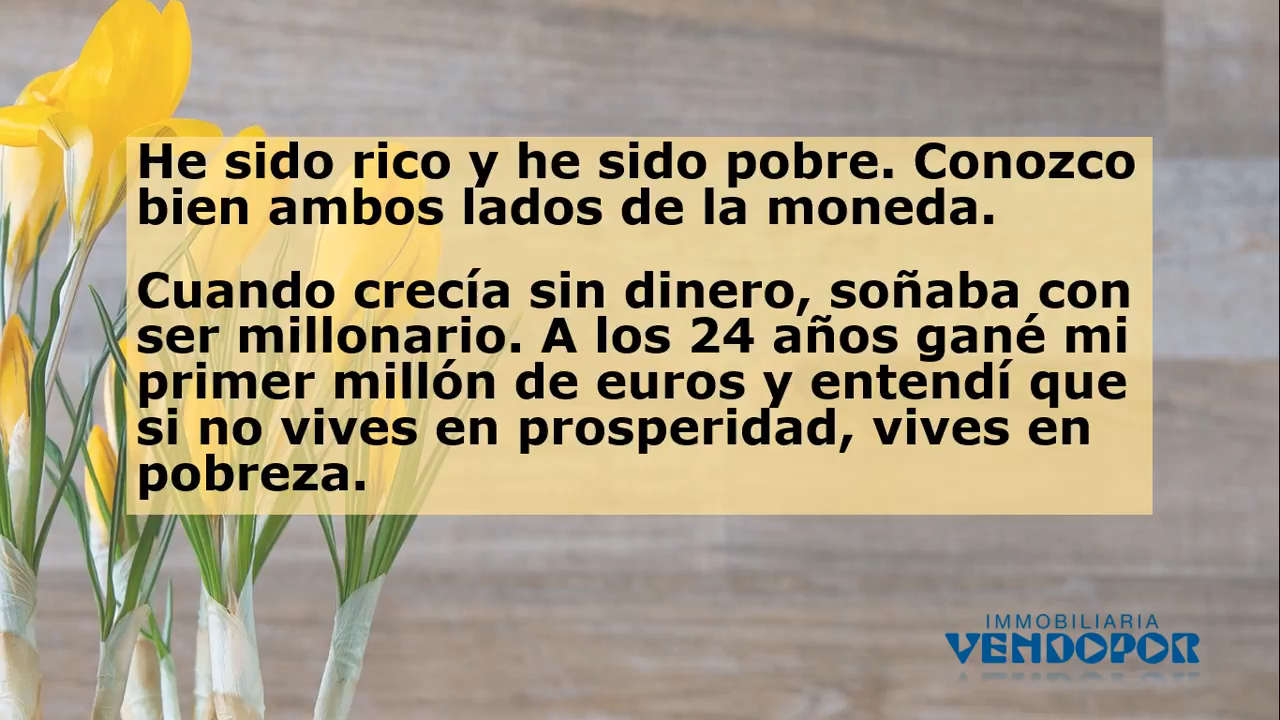 He sido rico y he sido pobre. Conozco
bien ambos lados de la moneda.
Cuando crecía sin dinero, soñaba con
ser millonario. A los 24 años gané mi
primer millón de euros y entendí que
si no vives en prosperidad, vives en
pobreza.
IMMOBILIARIA
VENDOPOR